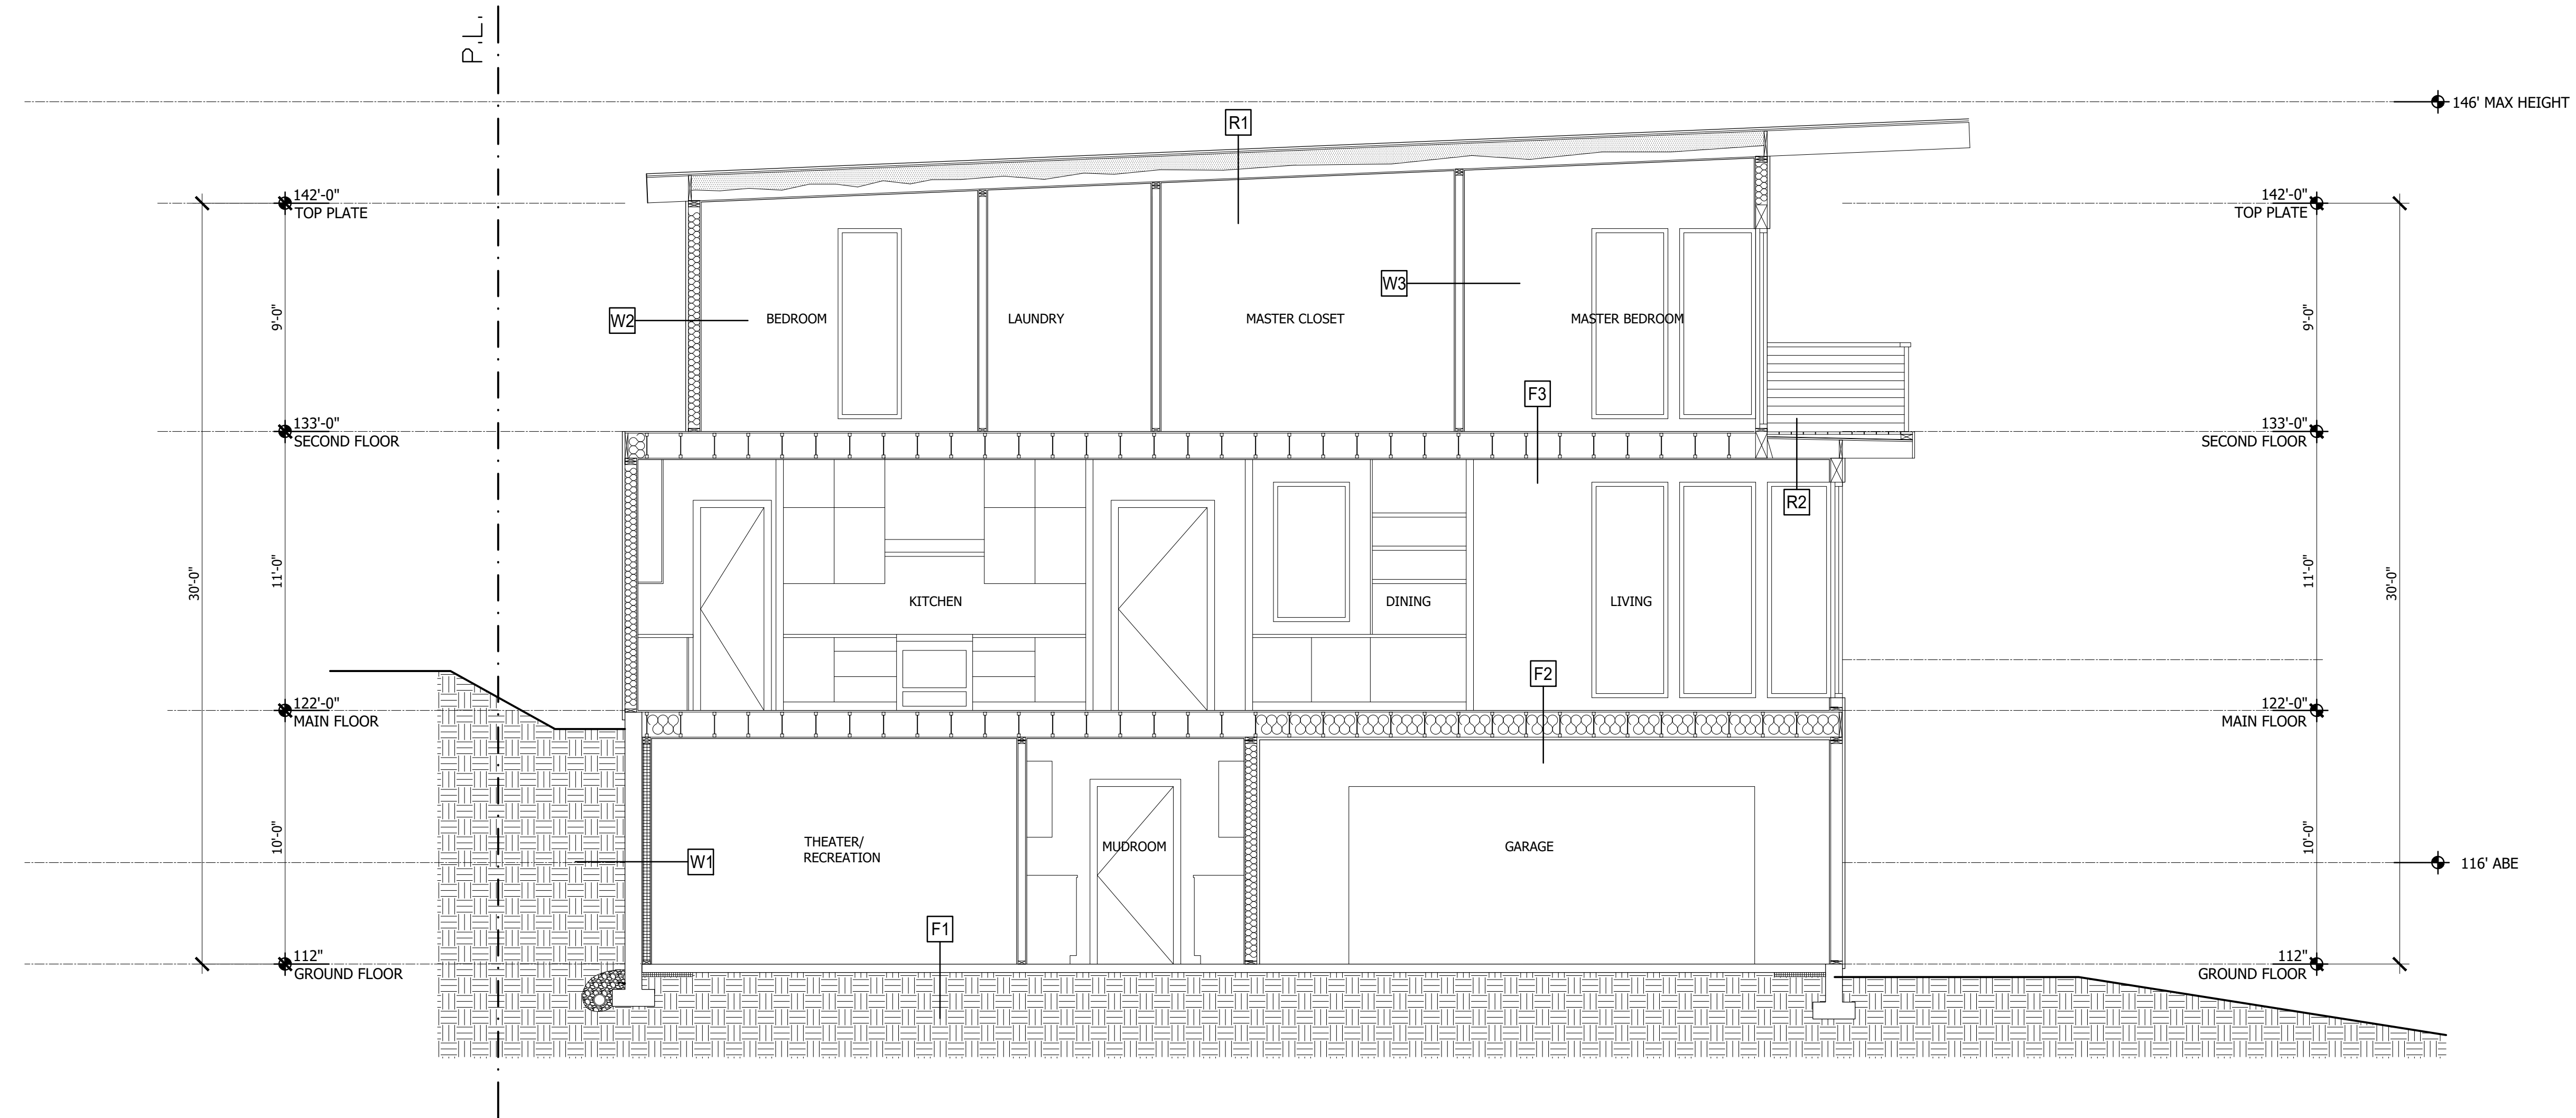 P.L.
146' MAX HEIGHT
R1
142'-0"
TOP PLATE
142'-0"
TOP PLATE
9'-0"
W2
BEDROOM
LAUNDRY
MASTER CLOSET
W3
MASTER BEDROOM
9'-0"
F3
133'-0"
SECOND FLOOR
133'-0"
SECOND FLOOR
R2
30'-0"
11'-0"
KITCHEN
DINING
LIVING
11'-0"
30'-0"
F2
122'-0"
MAIN FLOOR
122'-0"
MAIN FLOOR
10'-0"
THEATER/
RECREATION
MUDROOM
GARAGE
10'-0"
W1
116' ABE
F1
112"
GROUND FLOOR
112"
GROUND FLOOR